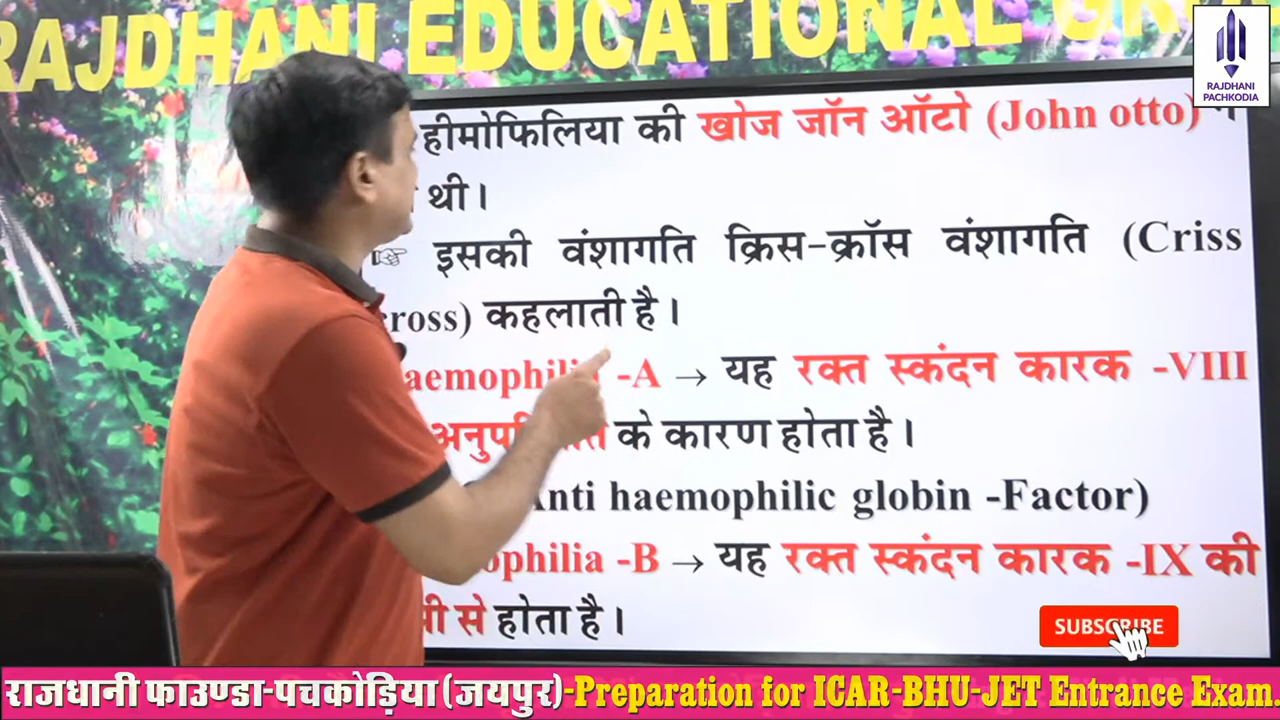 RAJDHANI EDUCATIONAL
RAJDHANI
PACHKODIA
हीमोफिलिया की खोज जॉन ऑटो (John otto)
थी।
☞ इसकी वंशागति क्रिस-क्रॉस वंशागति (Criss
cross) कहलाती है।
-A → यह रक्त स्कंदन कारक -VIII
के कारण होता है।
haemophilic globin -Factor)
-B → यह रक्त स्कंदन कारक -IX की
से होता है।
SUBSCRIBE
राजधानी फाउण्डा-पचकोड़िया (जयपुर)-Preparation for ICAR-BHU-JET Entrance Exam.